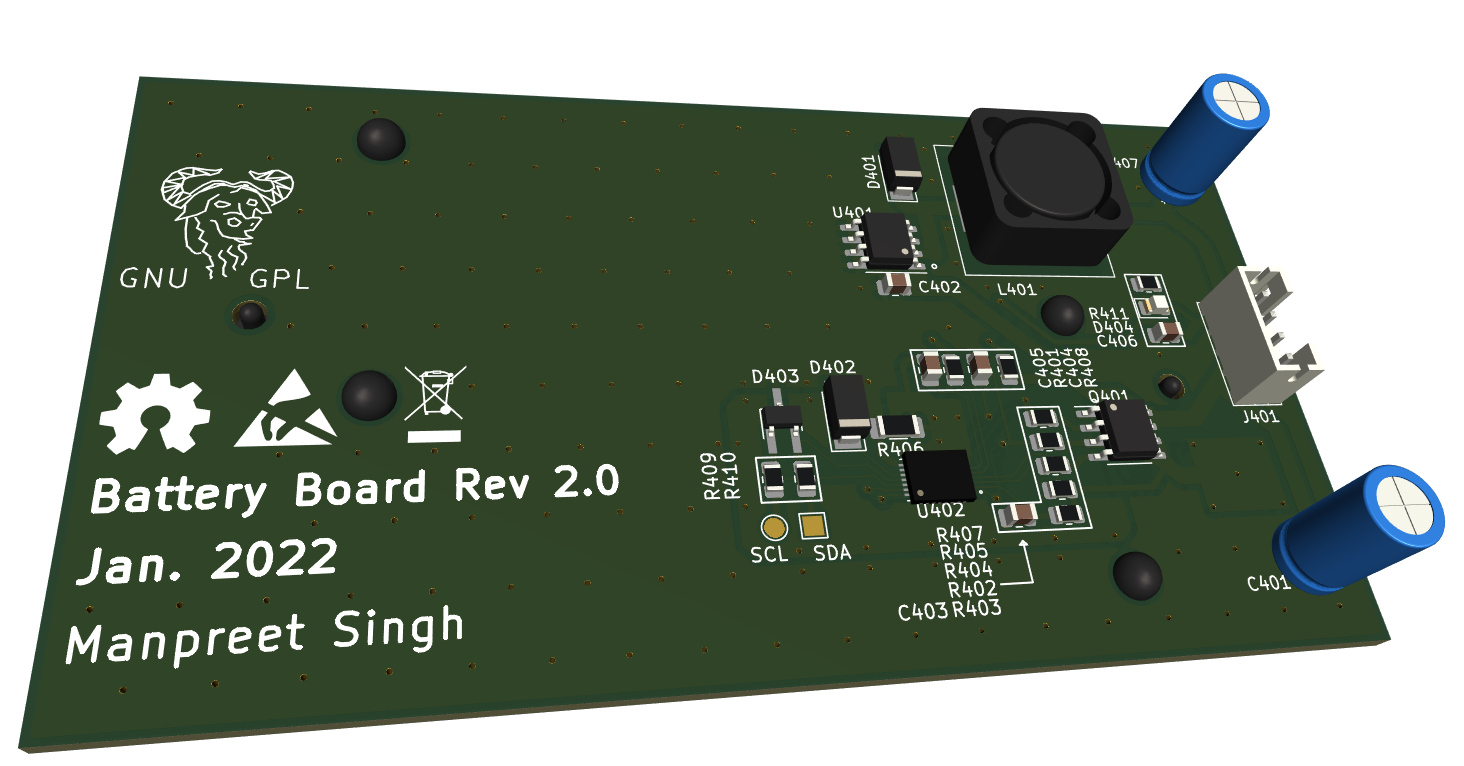 GNU GPL
Battery Board Rev 2.0
Jan. 2022
Manpreet Singh
D401
U401
C402
L401
407
R411
D404
C406
J401
C405
R401
C404
R408
Q401
D403
D402
R406
R409
R410
U402
SCL SDA
R407
R405
R404
R402
C403 R403
C401